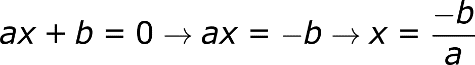 ax + b = 0 → ax = −b → x = −b/a